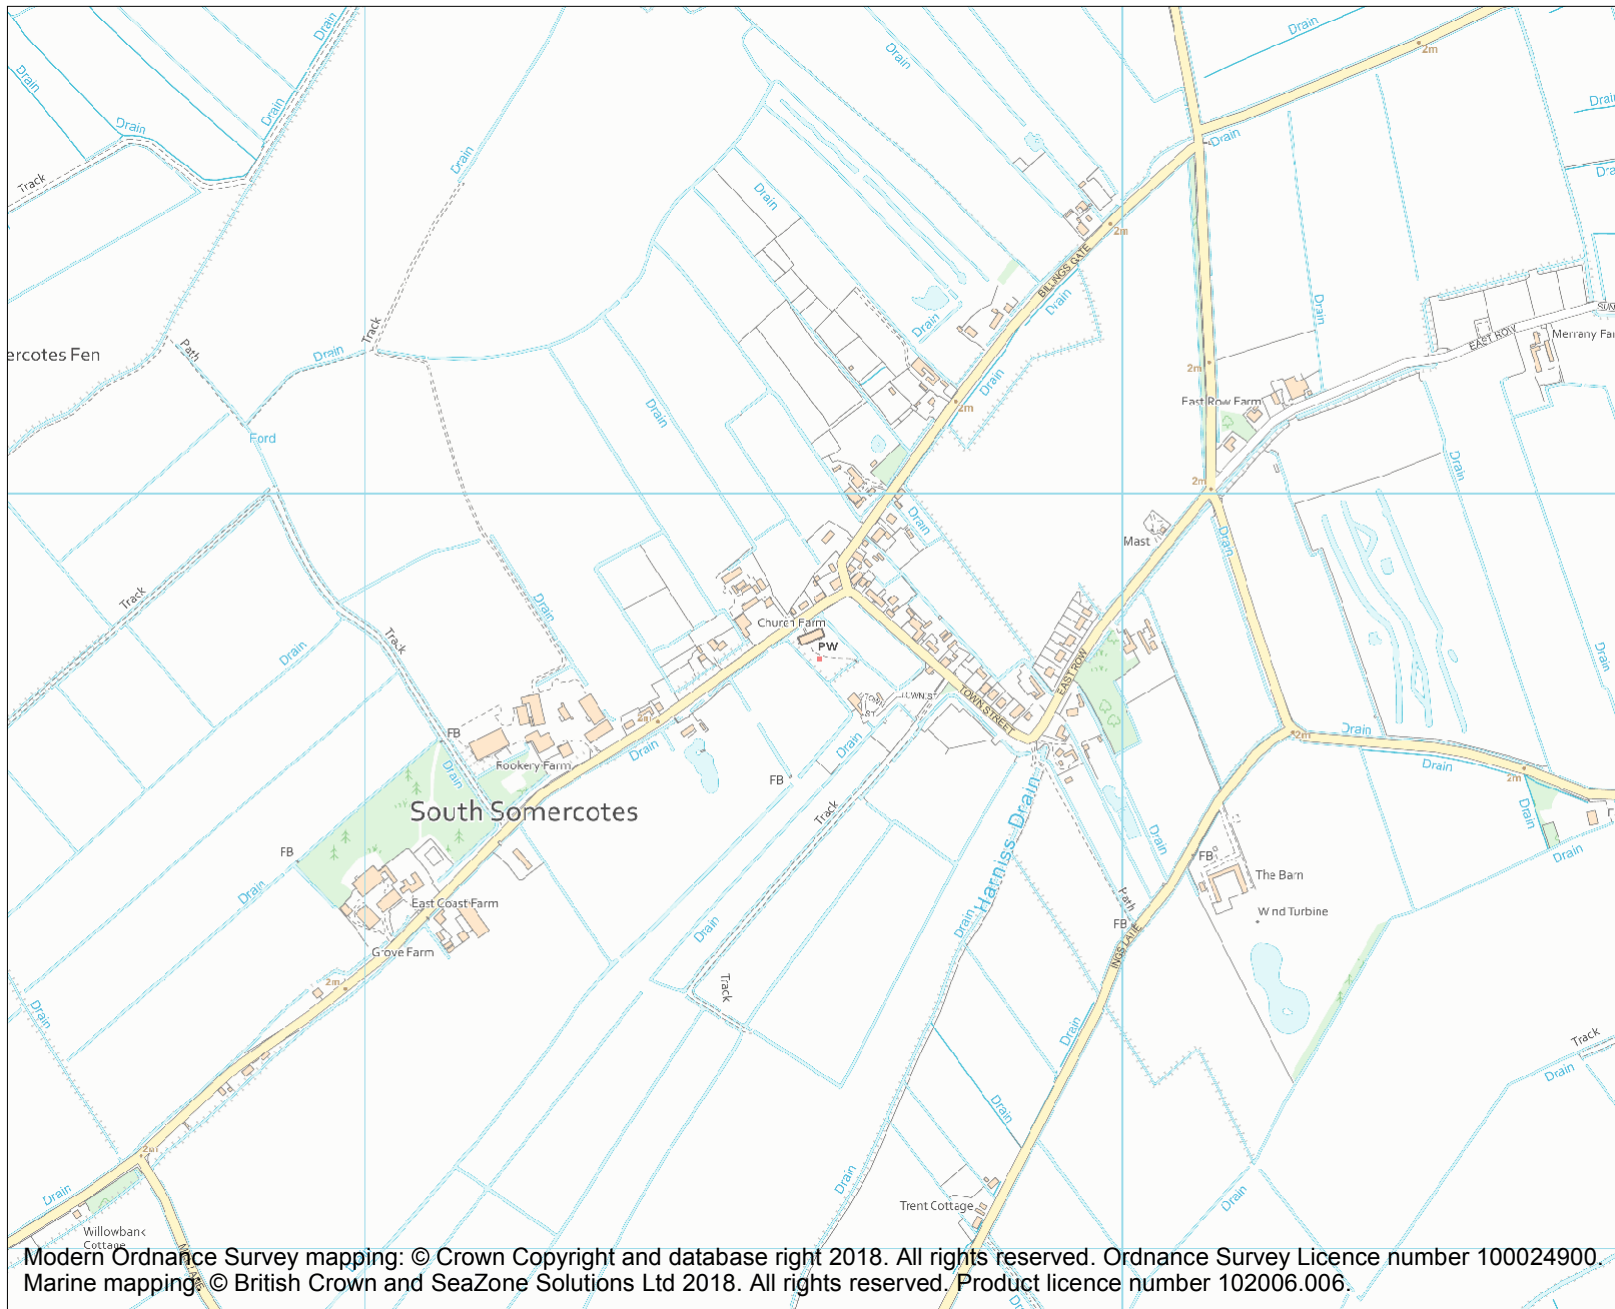 Drain
Drain
Drain
Drain
2m
Drain
Drain
Drain
Drain
Drain
Drain
Track
Drain
2m
BILLINGS GATE
Drain
Drain
Drain
Track
EAST ROW
ercotes Fen
Path
Drain
2m
Drain
East Row Farm
2m
Drain
Ford
Drain
2m
Drain
Drain
Mast
Track
Drain
Church Farm
PW
Track
Drain
EAST ROW
Drain
TOWN STREET
FB
Drain
Drain
2m
Drain
Rookery Farm
Drain
FB
Drain
2m
South Somercotes
Track
Harniss Drain
Drain
Drain
Drain
FB
FB
The Barn
Drain
East Coast Farm
Path
Wind Turbine
Drain
Drain
FB
INGS LANE
Grove Farm
2m
Track
Drain
Drain
Track
Drain
Drain
2m
Drain
Drain
Drain
Trent Cottage
Willowbank
Cottage
Modern Ordnance Survey mapping: © Crown Copyright and database right 2018. All rights reserved. Ordnance Survey Licence number 100024900.
Marine mapping: © British Crown and SeaZone Solutions Ltd 2018. All rights reserved. Product licence number 102006.006.